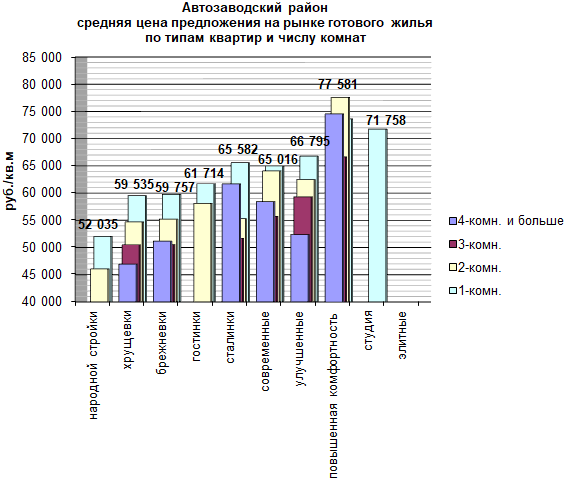 Автозаводский район
средняя цена предложения на рынке готового жилья
по типам квартир и числу комнат
руб./кв.м
85 000
80 000
75 000
70 000
65 000
60 000
55 000
50 000
45 000
40 000
52 035
59 535
59 757
61 714
65 582
65 016
66 795
77 581
71 758
народной стройки
хрущевки
брежневки
гостинки
сталинки
современные
улучшенные
повышенная комфортность
студия
элитные
4-комн. и больше
3-комн.
2-комн.
1-комн.